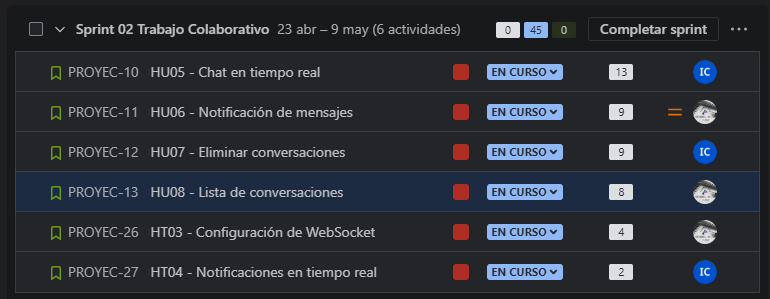 Sprint 02 Trabajo Colaborativo 23 abr – 9 may (6 actividades) 0 45 0 Completar sprint
PROYEC-10 HU05 - Chat en tiempo real EN CURSO 13 IC
PROYEC-11 HU06 - Notificación de mensajes EN CURSO 9
PROYEC-12 HU07 - Eliminar conversaciones EN CURSO 9 IC
PROYEC-13 HU08 - Lista de conversaciones EN CURSO 8
PROYEC-26 HT03 - Configuración de WebSocket EN CURSO 4
PROYEC-27 HT04 - Notificaciones en tiempo real EN CURSO 2 IC